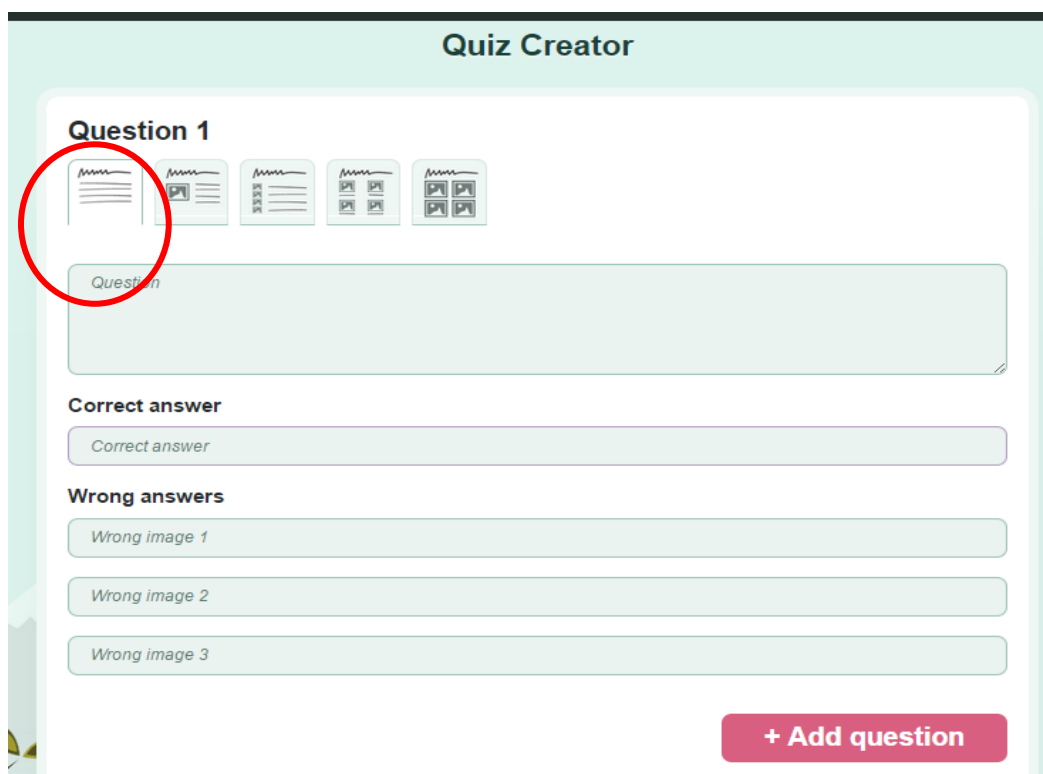 Quiz Creator
Question 1
Question
Correct answer
Correct answer
Wrong answers
Wrong image 1
Wrong image 2
Wrong image 3
+ Add question